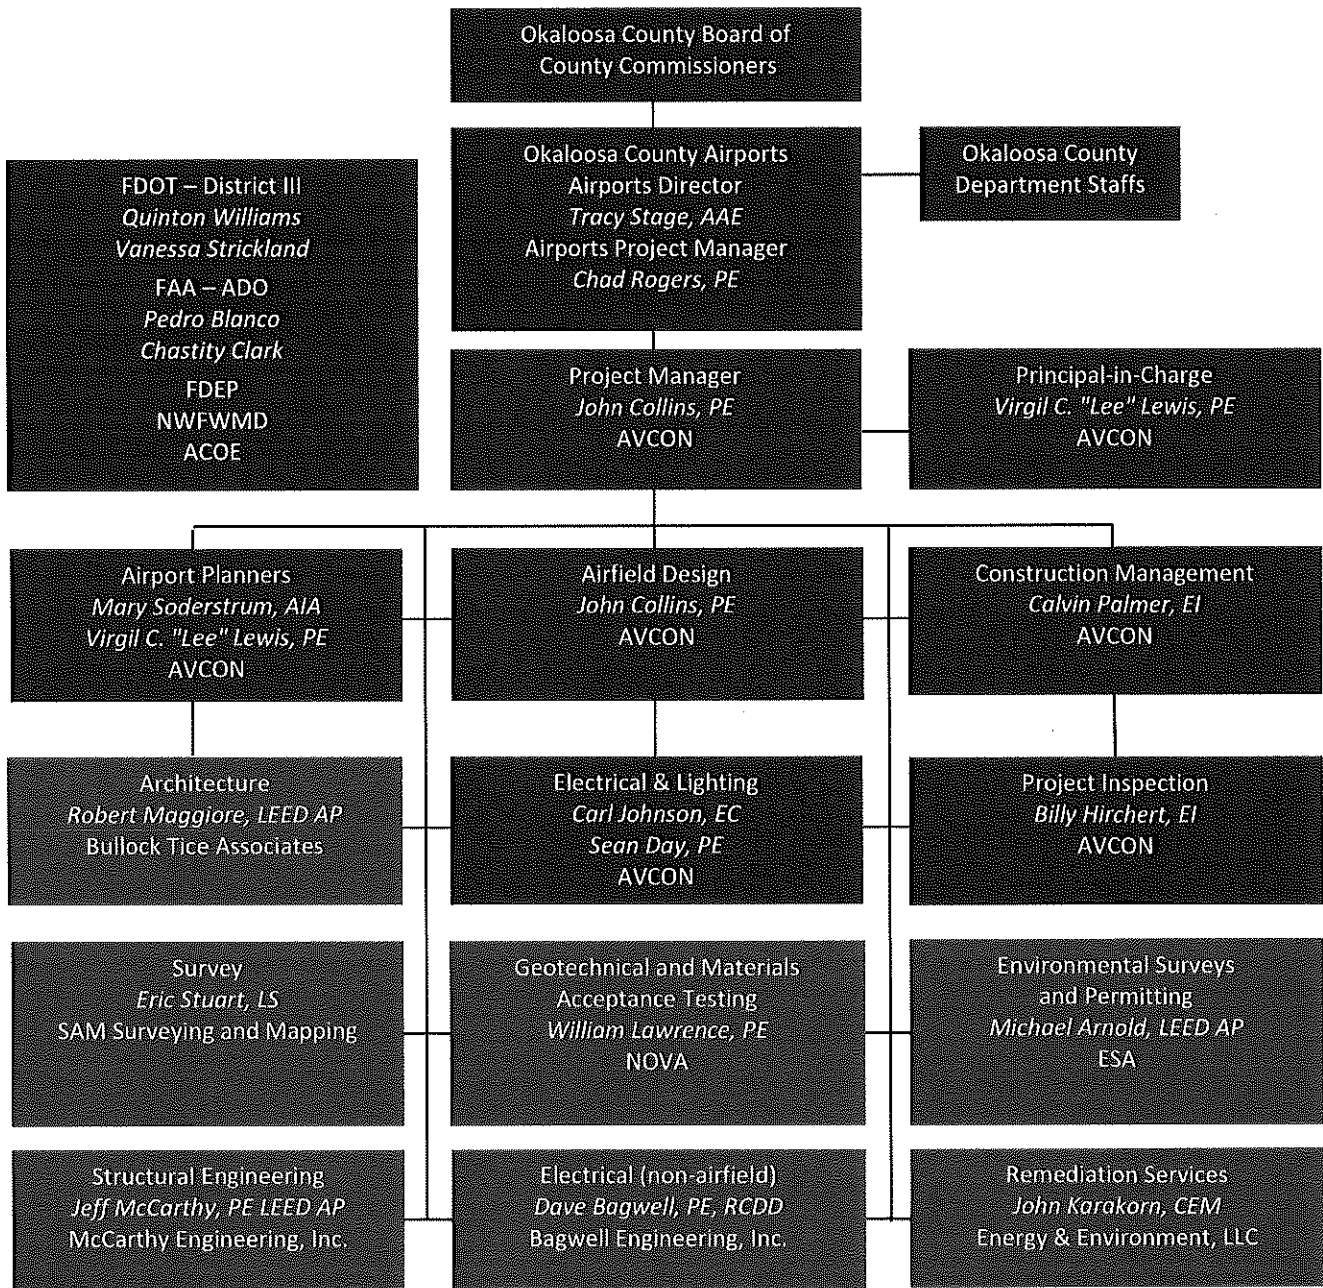 Okaloosa County Board of
County Commissioners
Okaloosa County Airports
Airports Director
Tracy Stage, AAE
Airports Project Manager
Chad Rogers, PE
Okaloosa County
Department Staffs
FDOT – District III
Quinton Williams
Vanessa Strickland
FAA – ADO
Pedro Blanco
Chastity Clark
FDEP
NWFWMD
ACOE
Project Manager
John Collins, PE
AVCON
Principal-in-Charge
Virgil C. "Lee" Lewis, PE
AVCON
Airport Planners
Mary Soderstrum, AIA
Virgil C. "Lee" Lewis, PE
AVCON
Airfield Design
John Collins, PE
AVCON
Construction Management
Calvin Palmer, EI
AVCON
Architecture
Robert Maggiore, LEED AP
Bullock Tice Associates
Electrical & Lighting
Carl Johnson, EC
Sean Day, PE
AVCON
Project Inspection
Billy Hirchert, EI
AVCON
Survey
Eric Stuart, LS
SAM Surveying and Mapping
Geotechnical and Materials
Acceptance Testing
William Lawrence, PE
NOVA
Environmental Surveys
and Permitting
Michael Arnold, LEED AP
ESA
Structural Engineering
Jeff McCarthy, PE LEED AP
McCarthy Engineering, Inc.
Electrical (non-airfield)
Dave Bagwell, PE, RCDD
Bagwell Engineering, Inc.
Remediation Services
John Karakorn, CEM
Energy & Environment, LLC